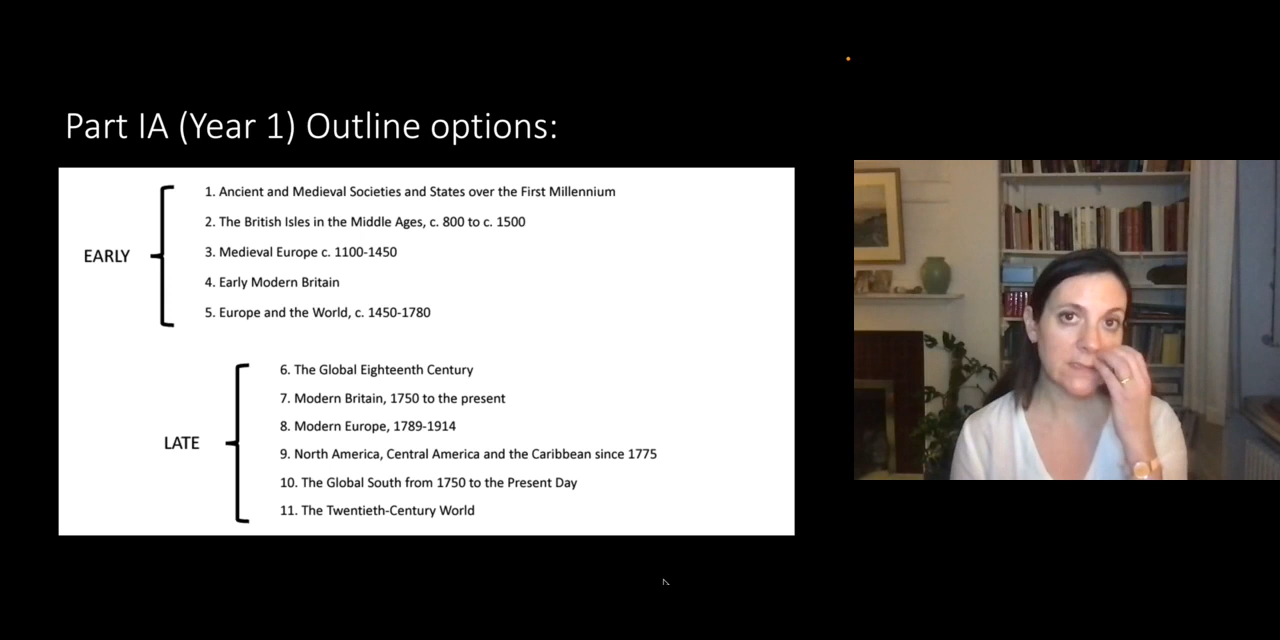 Part IA (Year 1) Outline options:
EARLY
1. Ancient and Medieval Societies and States over the First Millennium
2. The British Isles in the Middle Ages, c. 800 to c. 1500
3. Medieval Europe c. 1100-1450
4. Early Modern Britain
5. Europe and the World, c. 1450-1780
LATE
6. The Global Eighteenth Century
7. Modern Britain, 1750 to the present
8. Modern Europe, 1789-1914
9. North America, Central America and the Caribbean since 1775
10. The Global South from 1750 to the Present Day
11. The Twentieth-Century World